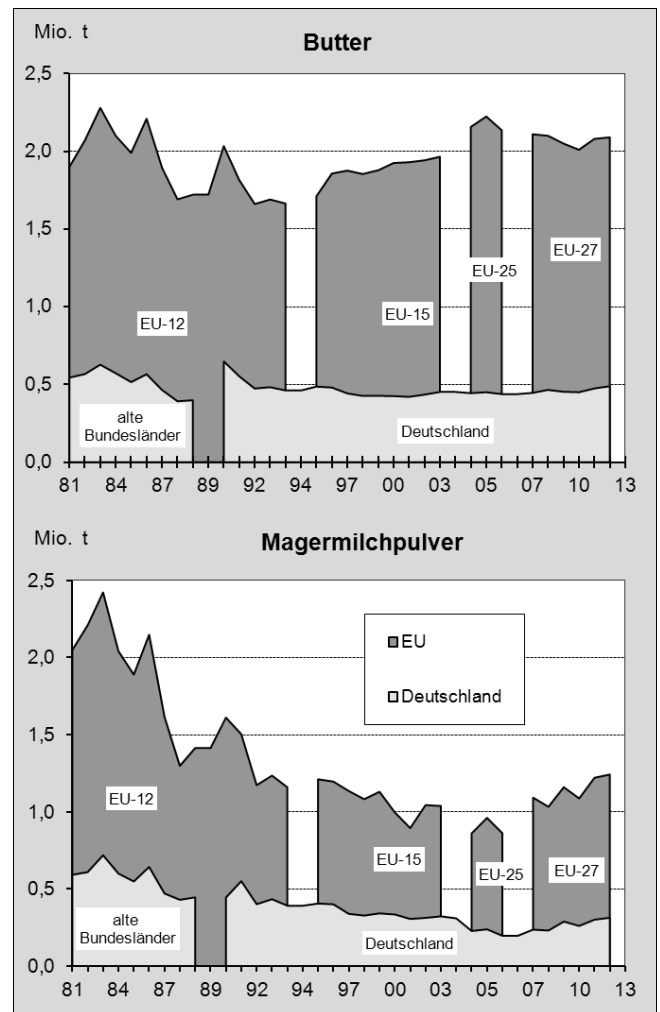 Mio. t
Butter
2,5
2,0
1,5
1,0
0,5
0,0
EU-12
EU-15
EU-25
EU-27
alte
Bundesländer
Deutschland
81 84 87 89 92 94 97 00 03 05 07 10 13
Mio. t
Magermilchpulver
2,5
2,0
1,5
1,0
0,5
0,0
EU
Deutschland
EU-12
EU-15
EU-25
EU-27
alte
Bundesländer
Deutschland
81 84 87 89 92 94 97 00 03 05 07 10 13